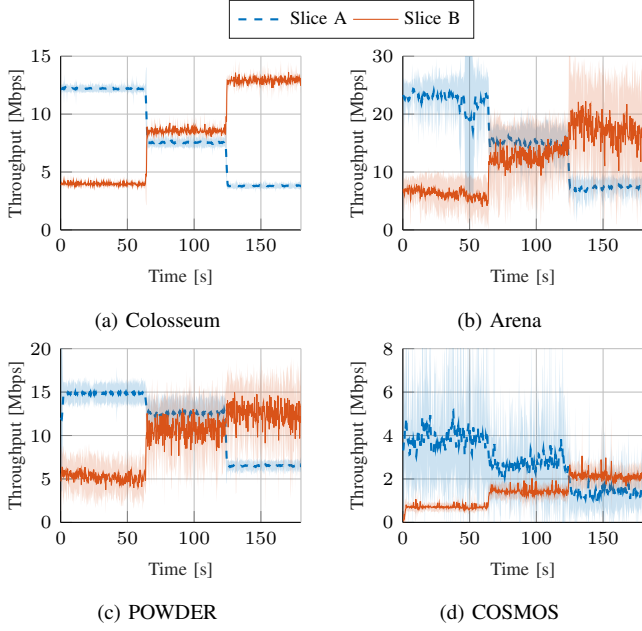 Slice A Slice B
Throughput [Mbps]
15
10
5
0
0 50 100 150
Time [s]
(a) Colosseum
Throughput [Mbps]
30
20
10
0
0 50 100 150
Time [s]
(b) Arena
Throughput [Mbps]
20
15
10
5
0
0 50 100 150
Time [s]
(c) POWDER
Throughput [Mbps]
8
6
4
2
0
0 50 100 150
Time [s]
(d) COSMOS